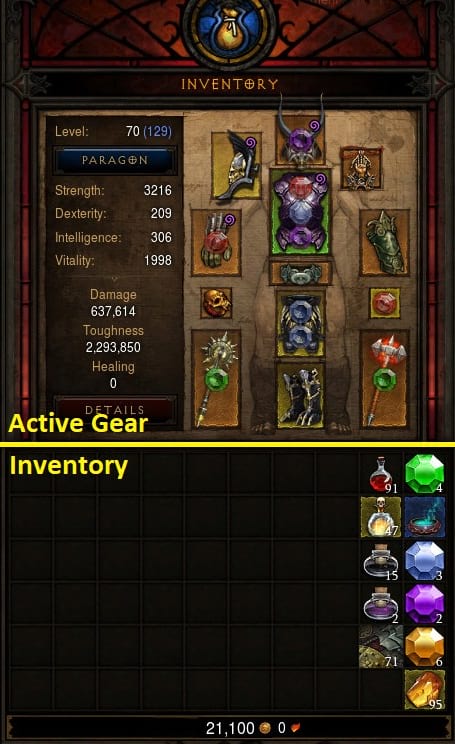 INVENTORY
Level: 70 (129)
PARAGON
Strength: 3216
Dexterity: 209
Intelligence: 306
Vitality: 1998
Damage
637,614
Toughness
2,293,850
Healing
0
DETAILS
Active Gear
Inventory
91 4
47
15 3
2 2
71 6
95
21,100 0